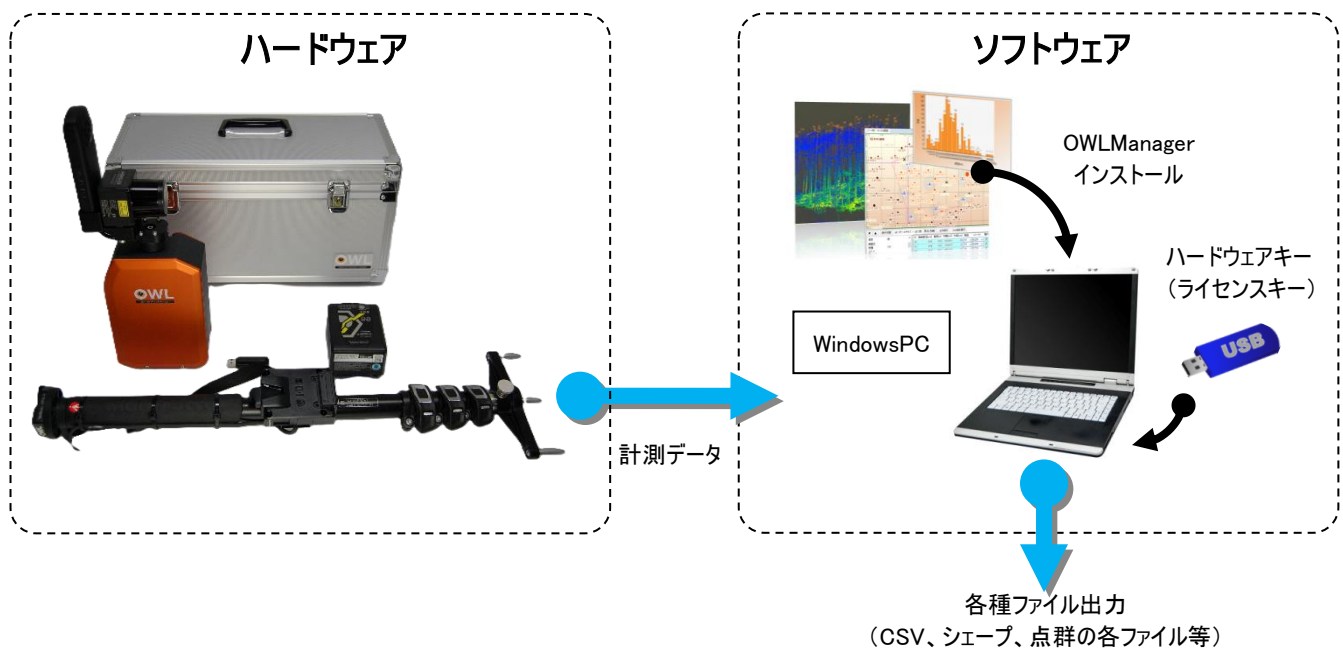 ハードウェア
OWL
OWL
計測データ
ソフトウェア
OWLManager
インストール
ハードウェアキー
（ライセンスキー）
WindowsPC
USB
各種ファイル出力
（CSV、シェープ、点群の各ファイル等）